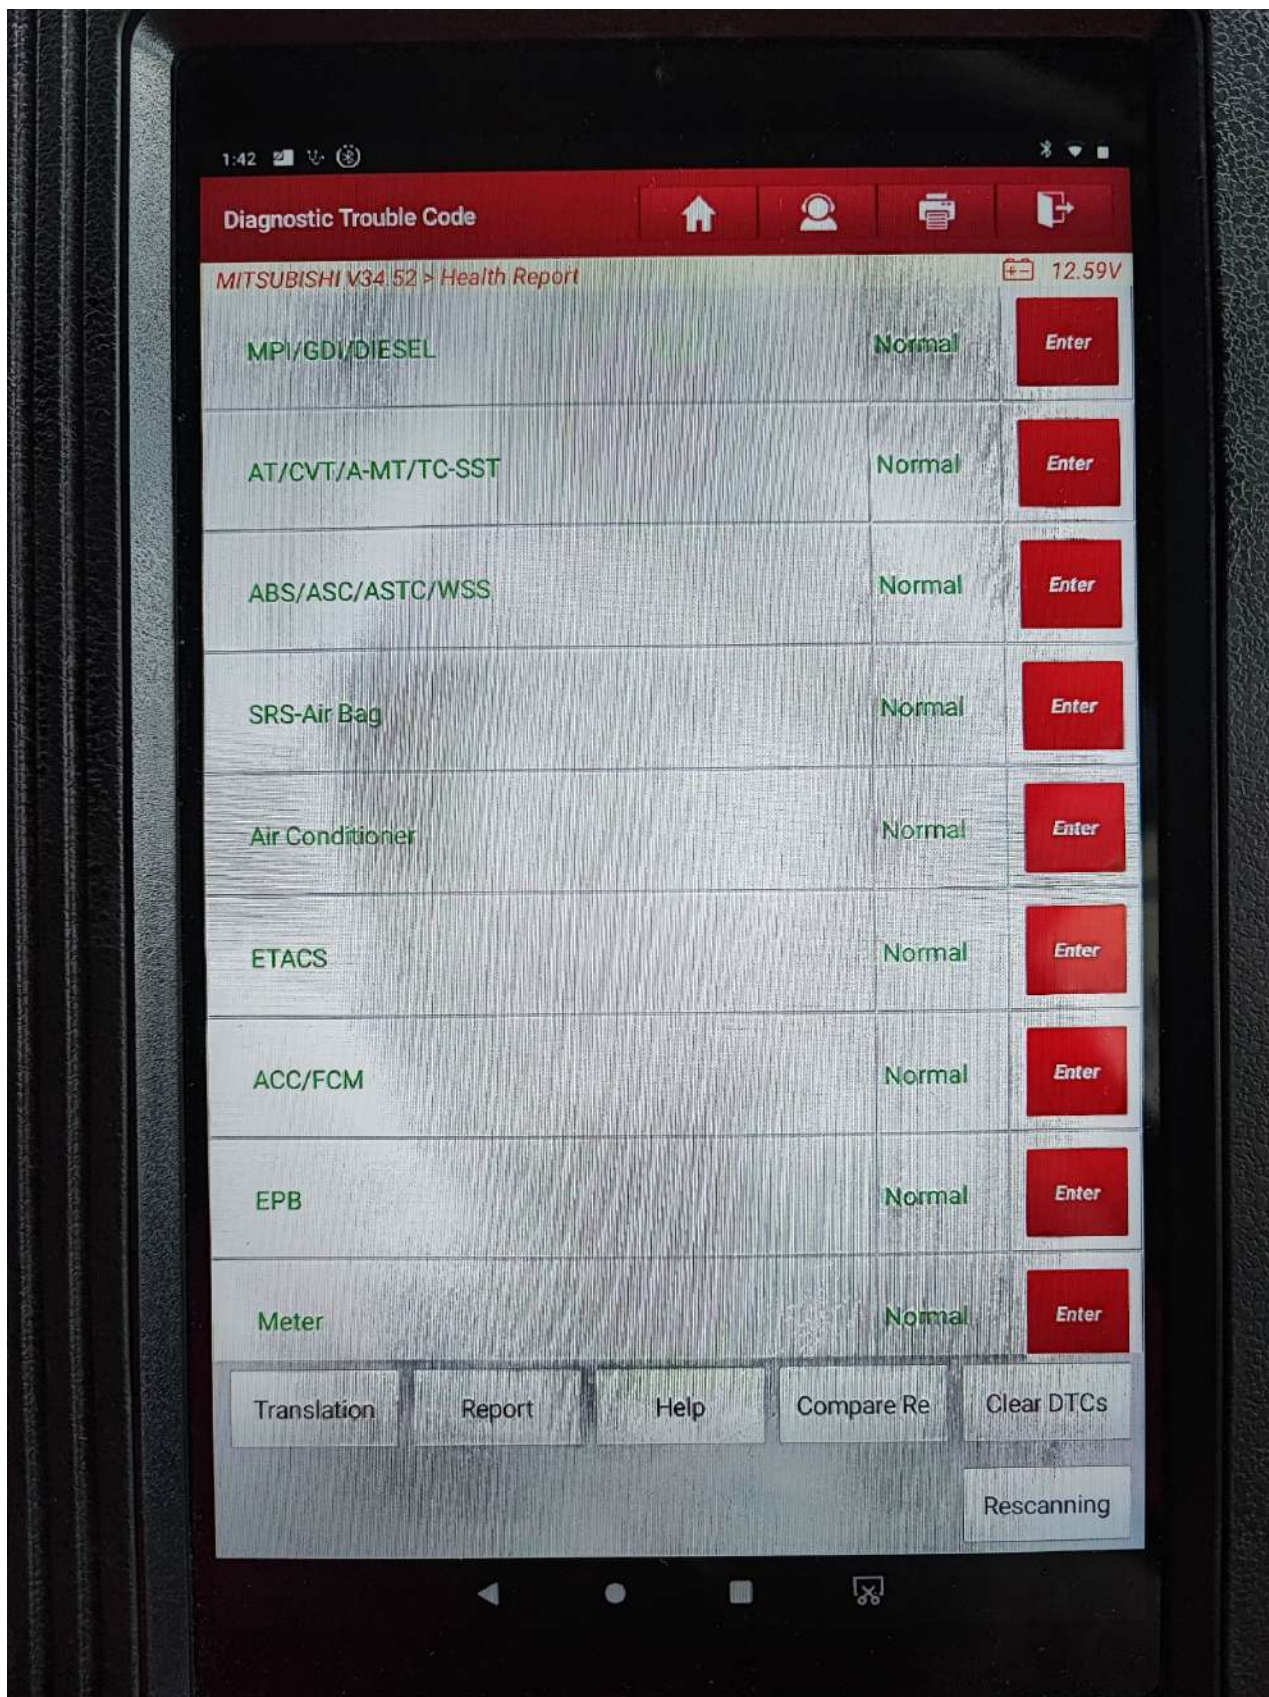 1:42
Diagnostic Trouble Code
MITSUBISHI V34.52 > Health Report 12.59V
MPI/GDI/DIESEL Normal Enter
AT/CVT/A-MT/TC-SST Normal Enter
ABS/ASC/ASTC/WSS Normal Enter
SRS-Air Bag Normal Enter
Air Conditioner Normal Enter
ETACS Normal Enter
ACC/FCM Normal Enter
EPB Normal Enter
Meter Normal Enter
Translation Report Help Compare Re Clear DTCs
Rescanning